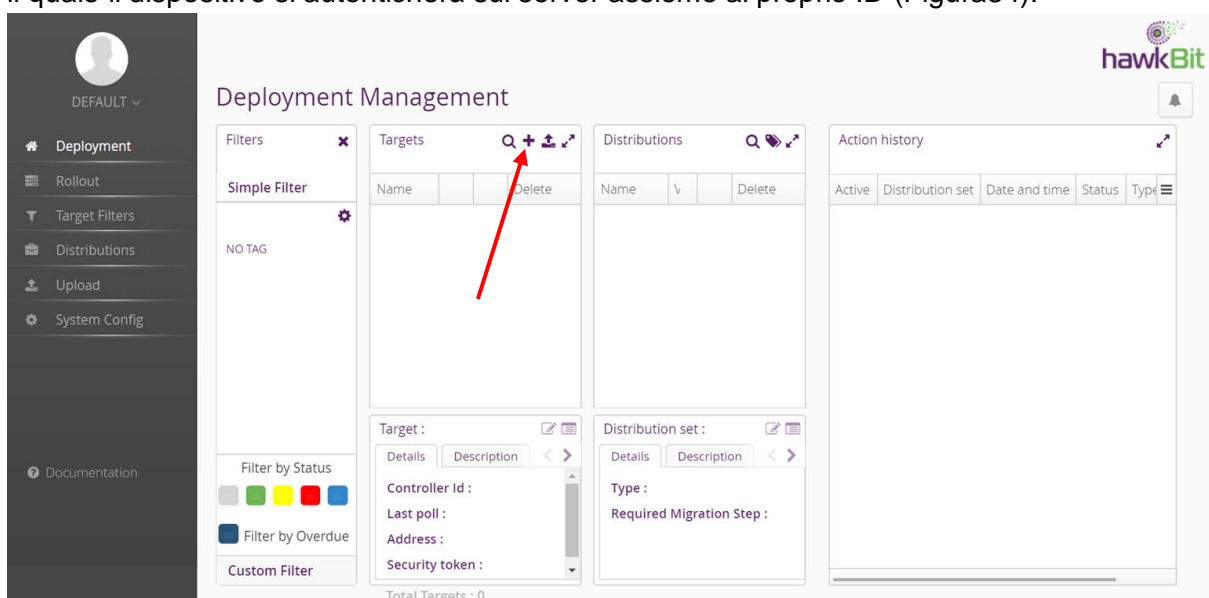 il quale il dispositivo si autenticherà sul server assieme al proprio ID (Figura84).
hawkBit
DEFAULT
Deployment Management
Deployment
Rollout
Target Filters
Distributions
Upload
System Config
Documentation
Filters
Simple Filter
NO TAG
Filter by Status
Filter by Overdue
Custom Filter
Targets
Name Delete
Target :
Details Description
Controller Id :
Last poll :
Address :
Security token :
Total Targets : 0
Distributions
Name V Delete
Distribution set :
Details Description
Type :
Required Migration Step :
Action history
Active Distribution set Date and time Status Type